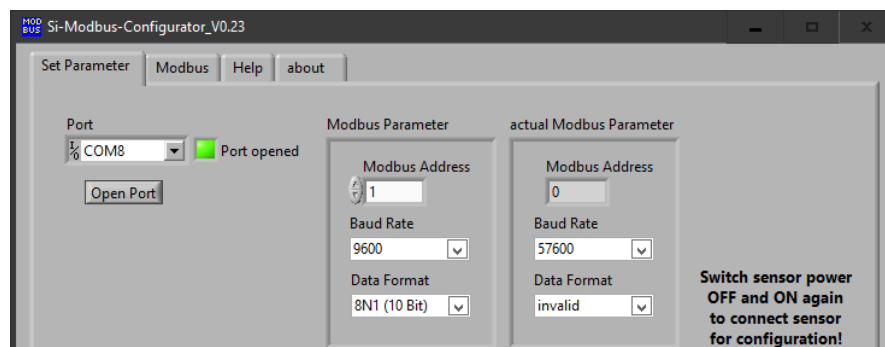 MOD BUS Si-Modbus-Configurator_V0.23
Set Parameter Modbus Help about
Port
I/O COM8 Port opened
Open Port
Modbus Parameter
Modbus Address
1
Baud Rate
9600
Data Format
8N1 (10 Bit)
actual Modbus Parameter
Modbus Address
0
Baud Rate
57600
Data Format
invalid
Switch sensor power
OFF and ON again
to connect sensor
for configuration!